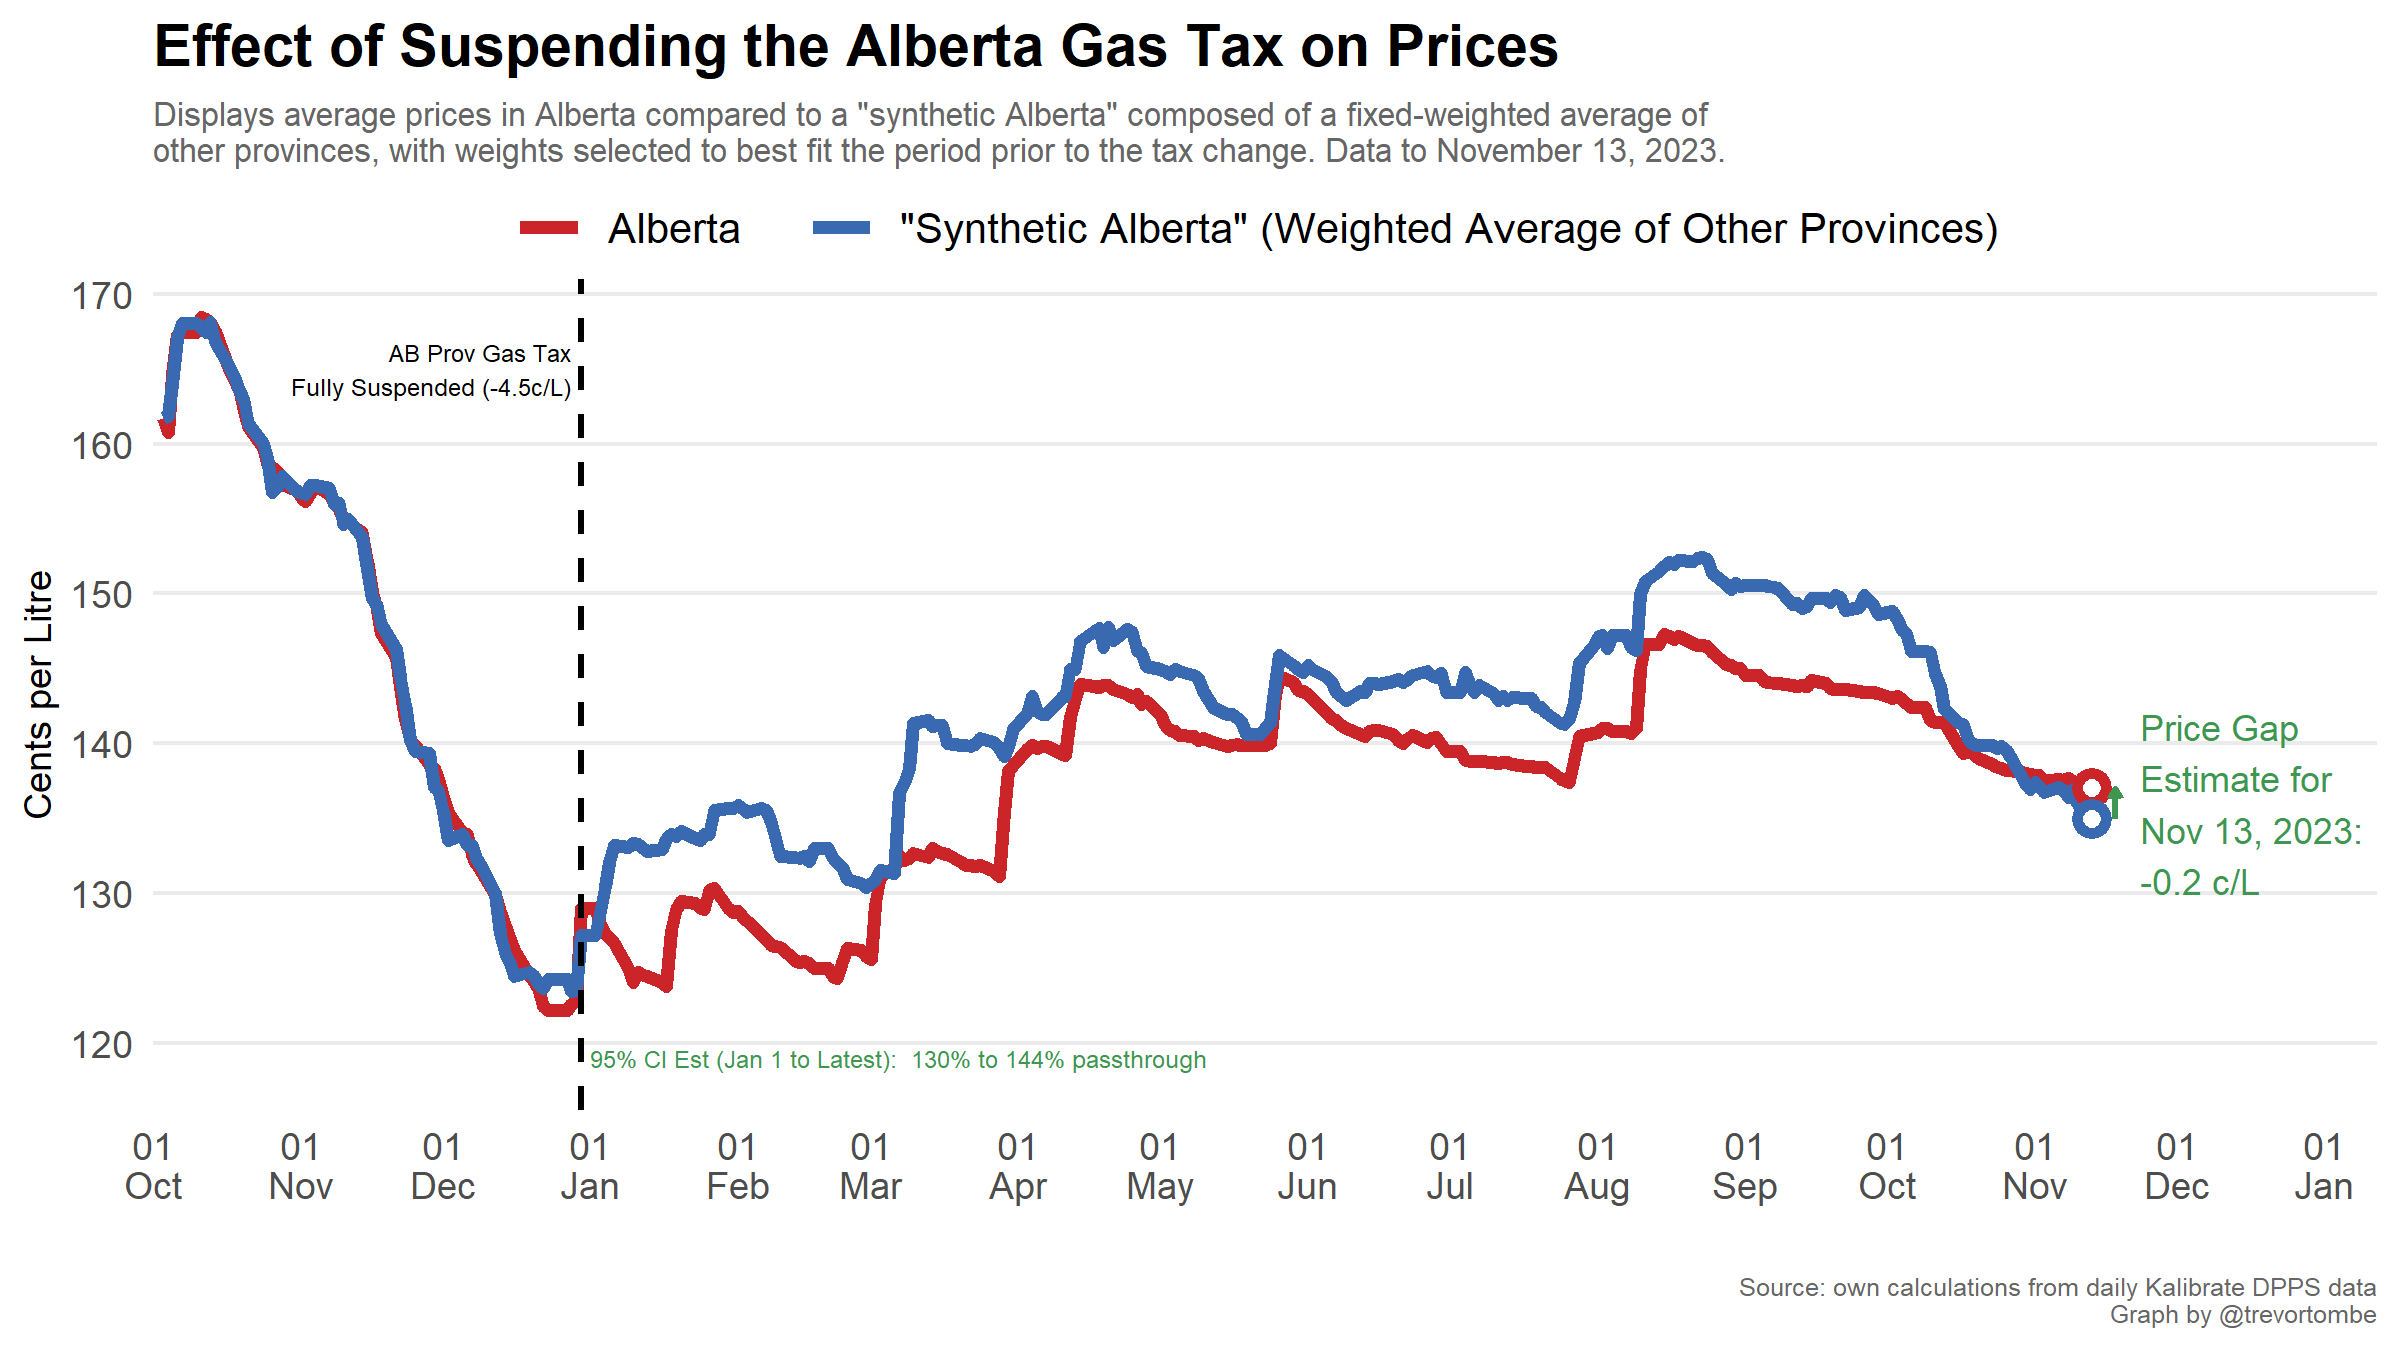 Effect of Suspending the Alberta Gas Tax on Prices
Displays average prices in Alberta compared to a "synthetic Alberta" composed of a fixed-weighted average of
other provinces, with weights selected to best fit the period prior to the tax change. Data to November 13, 2023.
Alberta
"Synthetic Alberta" (Weighted Average of Other Provinces)
Cents per Litre
170
160
150
140
130
120
AB Prov Gas Tax
Fully Suspended (-4.5c/L)
Price Gap
Estimate for
Nov 13, 2023:
-0.2 c/L
95% CI Est (Jan 1 to Latest):  130% to 144% passthrough
01 01 01 01 01 01 01 01 01 01 01 01 01 01 01 01
Oct Nov Dec Jan Feb Mar Apr May Jun Jul Aug Sep Oct Nov Dec Jan
Source: own calculations from daily Kalibrate DPPS data
Graph by @trevortombe